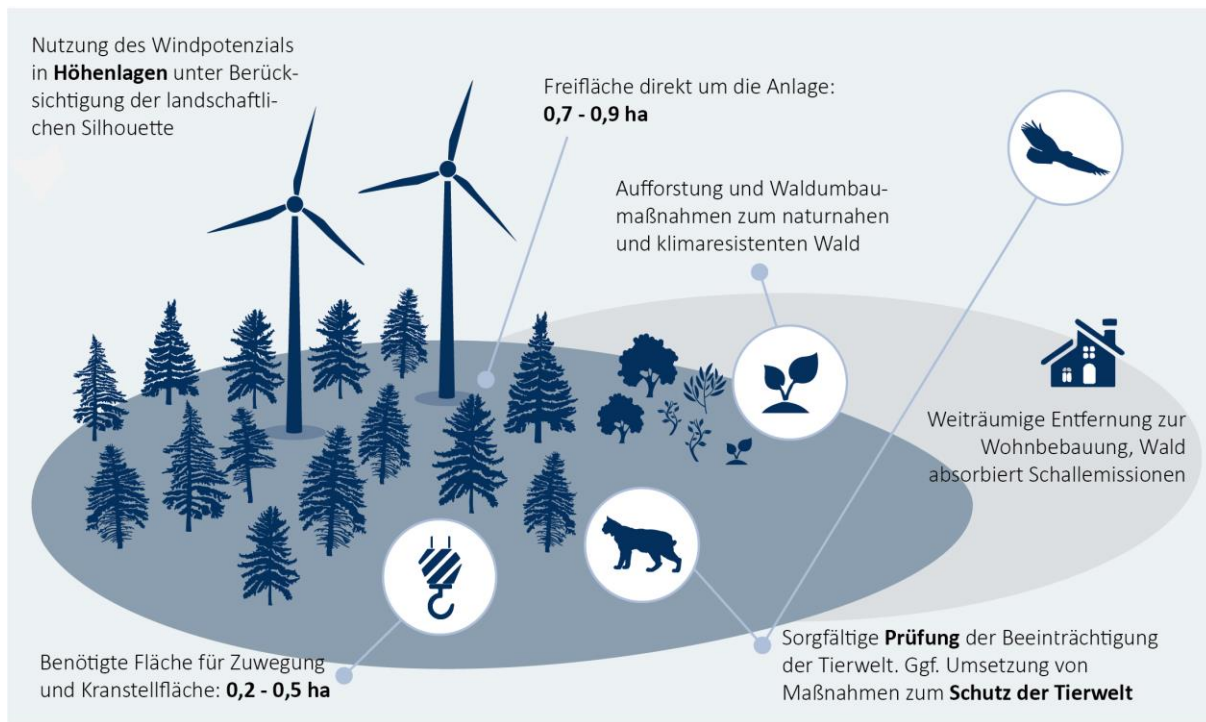 Nutzung des Windpotenzials
in Höhenlagen unter Berück-
sichtigung der landschaftli-
chen Silhouette
Freifläche direkt um die Anlage:
0,7 - 0,9 ha
Aufforstung und Waldumbau-
maßnahmen zum naturnahen
und klimaresistenten Wald
Weiträumige Entfernung zur
Wohnbebauung, Wald
absorbiert Schallemissionen
Benötigte Fläche für Zuwegung
und Kranstellfläche: 0,2 - 0,5 ha
Sorgfältige Prüfung der Beeinträchtigung
der Tierwelt. Ggf. Umsetzung von
Maßnahmen zum Schutz der Tierwelt